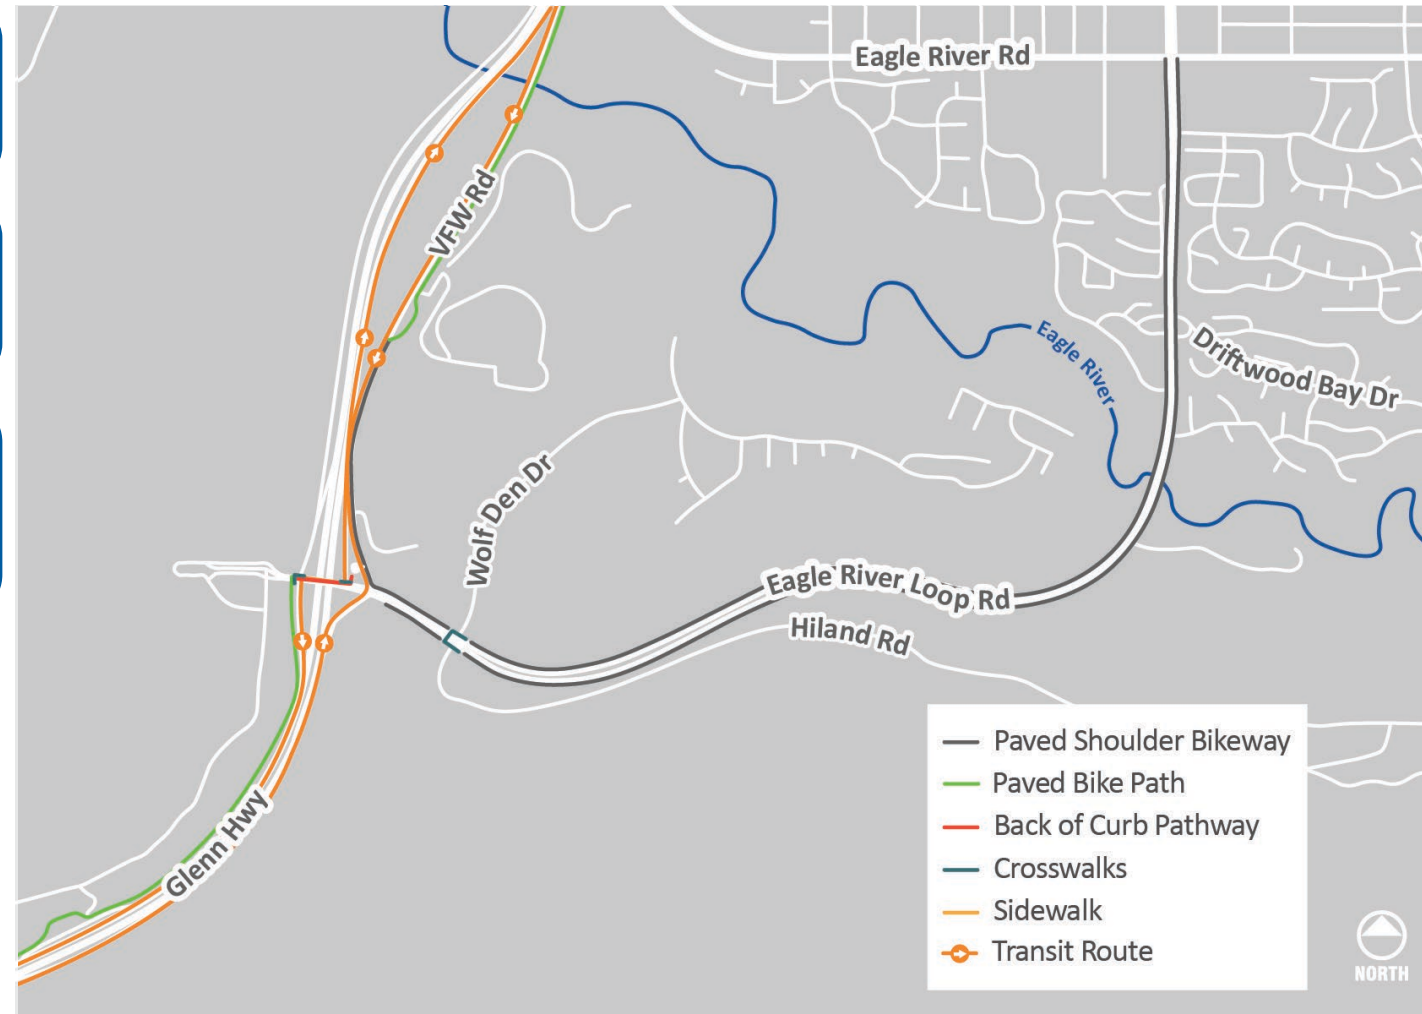 Eagle River Rd
VFW Rd
Eagle River
Driftwood Bay Dr
Wolf Den Dr
Eagle River Loop Rd
Hiland Rd
Glenn Hwy
Paved Shoulder Bikeway
Paved Bike Path
Back of Curb Pathway
Crosswalks
Sidewalk
Transit Route
NORTH